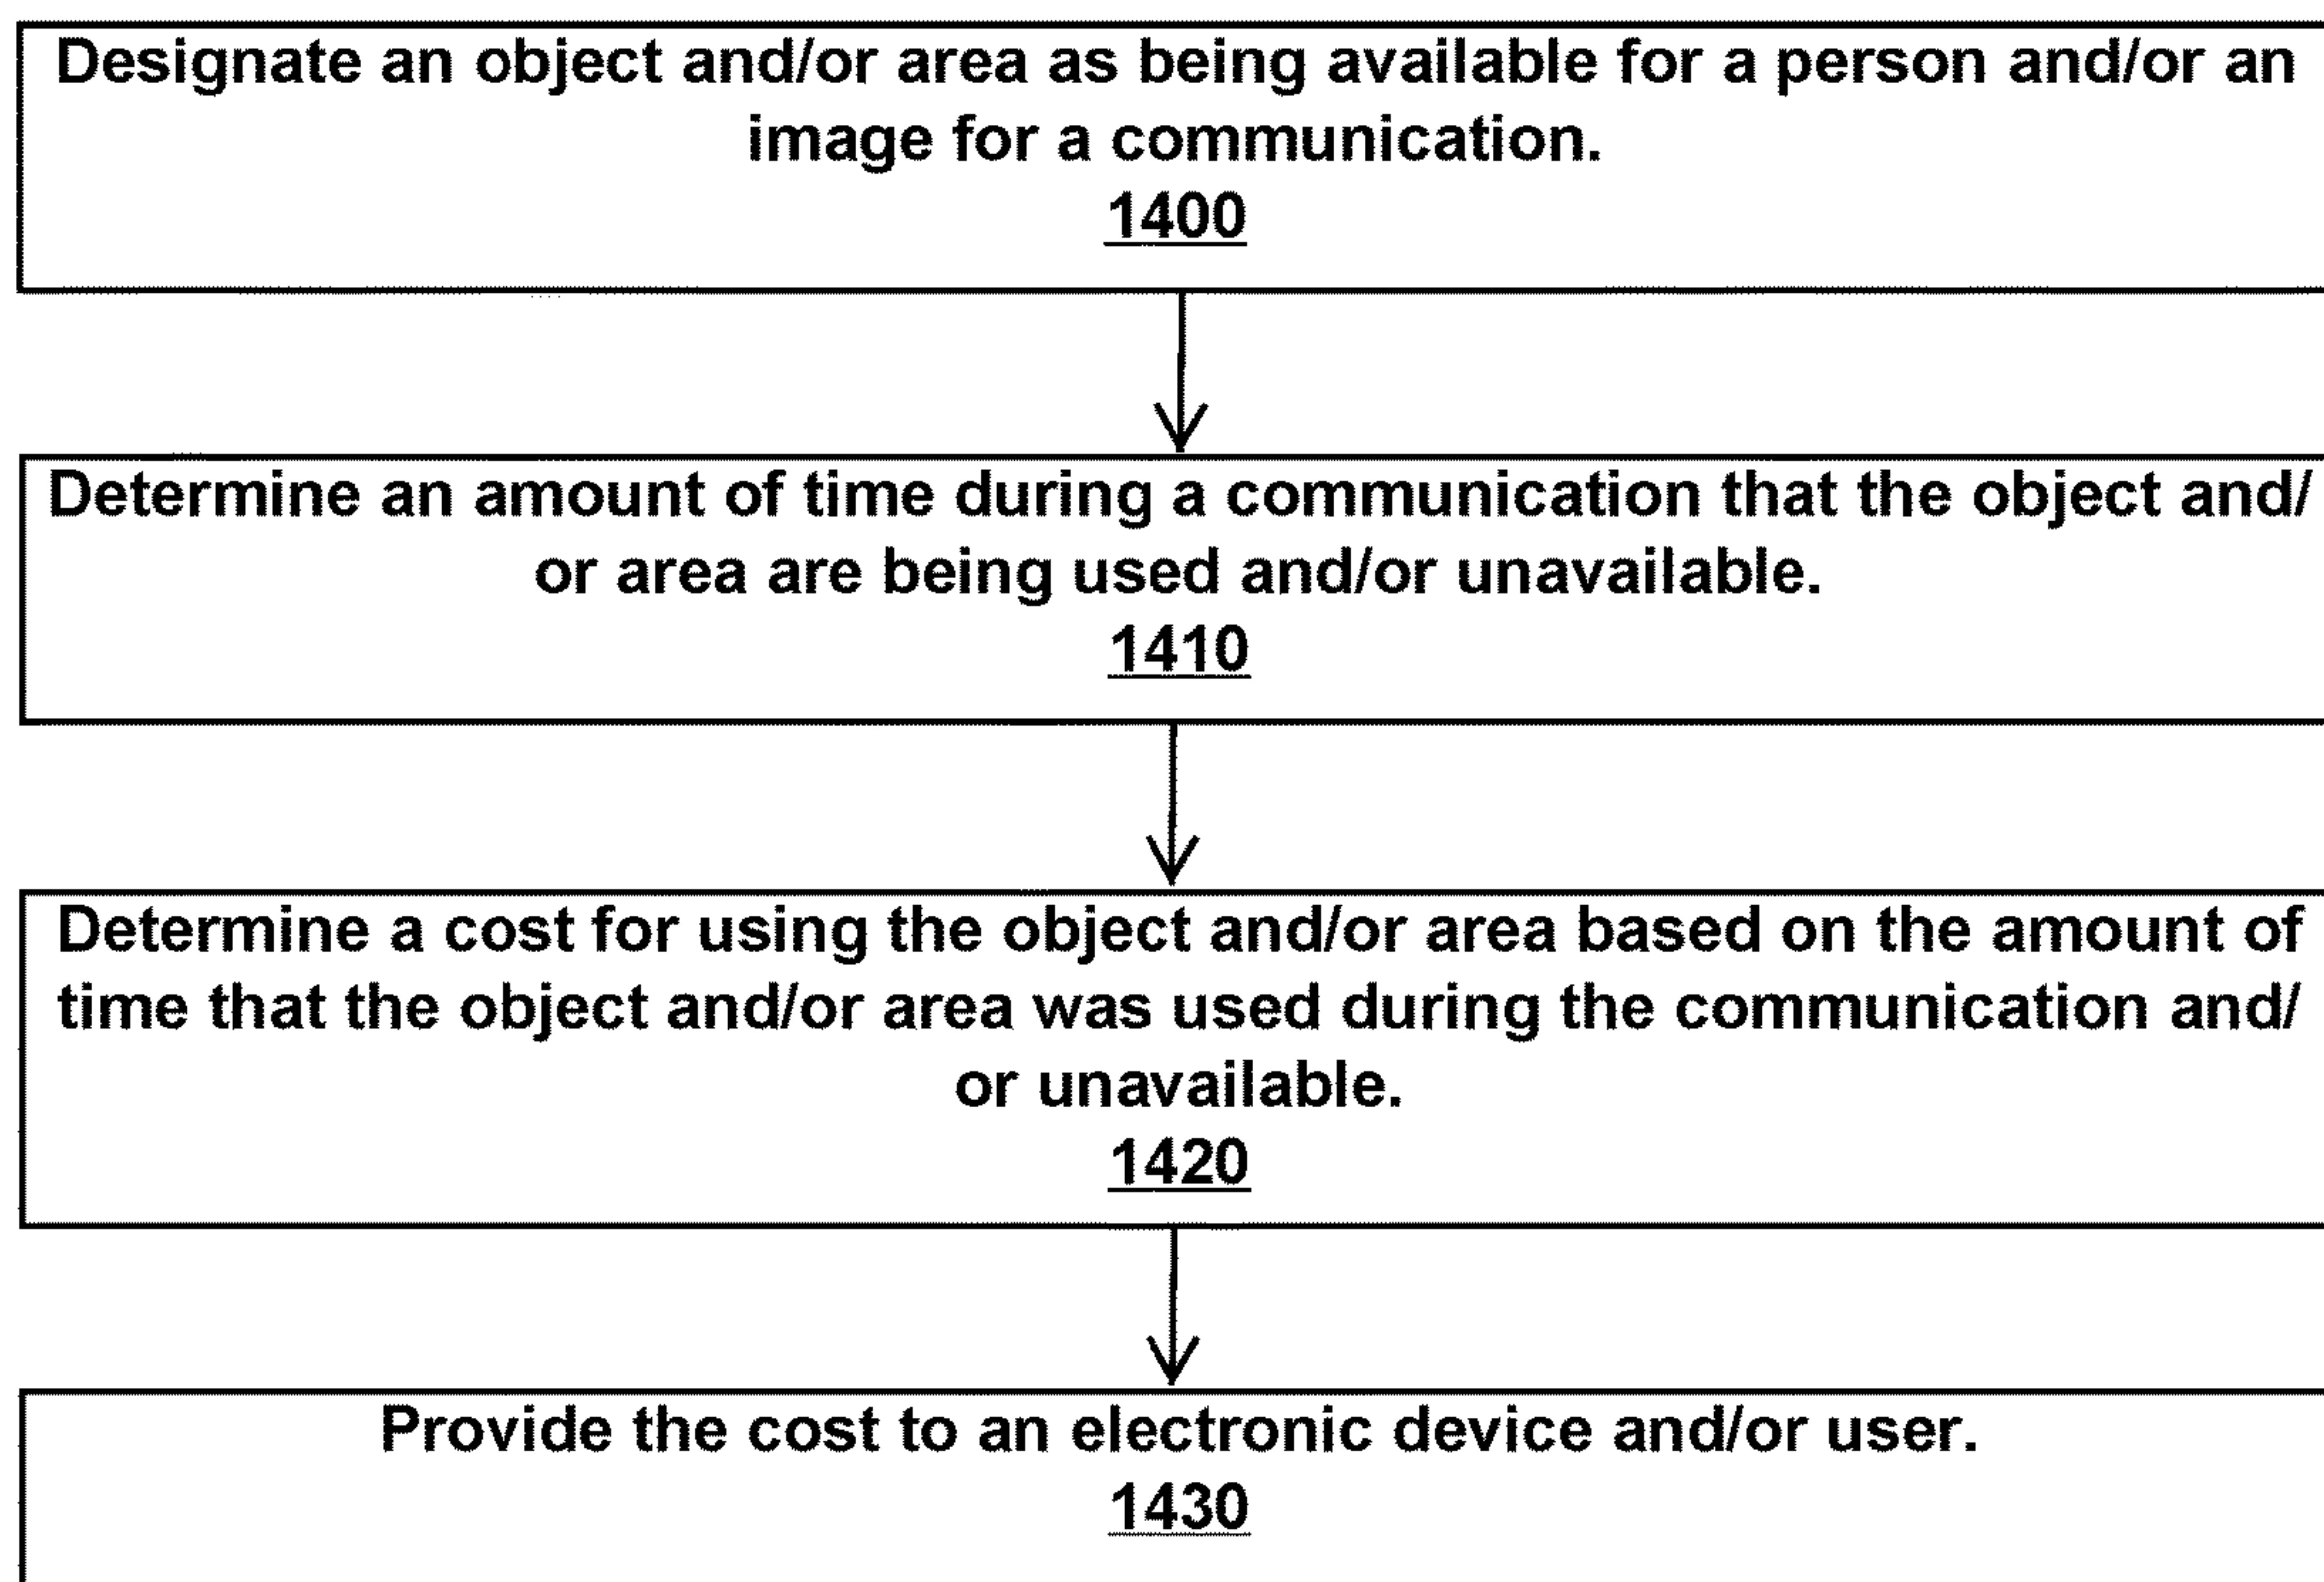 Designate an object and/or area as being available for a person and/or an
image for a communication.
1400
Determine an amount of time during a communication that the object and/
or area are being used and/or unavailable.
1410
Determine a cost for using the object and/or area based on the amount of
time that the object and/or area was used during the communication and/
or unavailable.
1420
Provide the cost to an electronic device and/or user.
1430